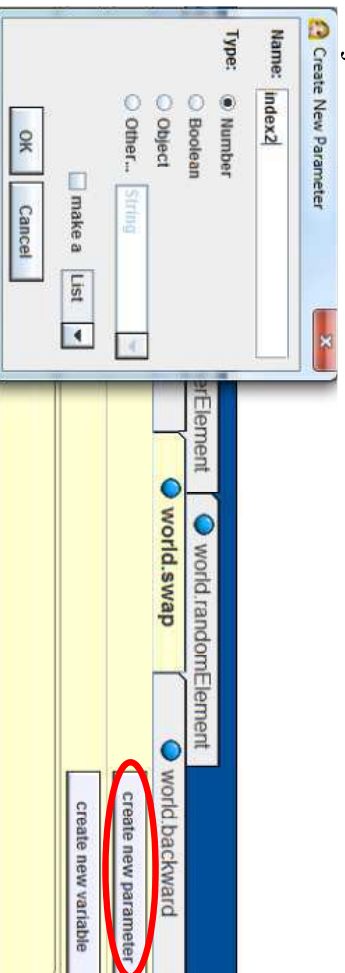 Create New Parameter
Name: index2
Type: Number
Boolean
Object
Other... String
make a List
OK Cancel
world.randomElement
world.swap
world.backward
create new parameter
create new variable